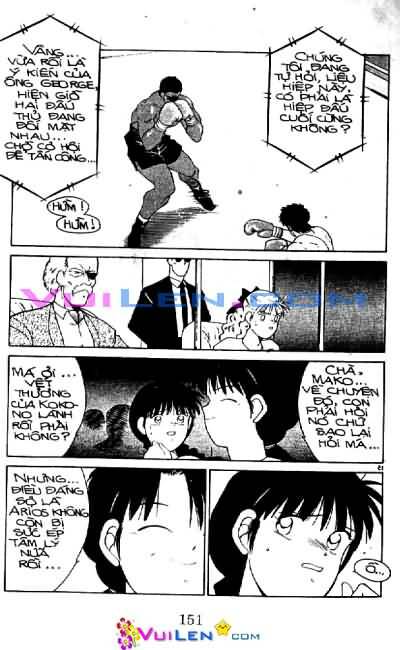 VÂNG...
VỪA RỒI LÀ
Ý KIẾN CỦA
ÔNG GEORGE,
HIỆN GIỜ
HAI ĐẤU
THỦ ĐANG
ĐỐI MẶT
NHAU...
CHỜ CƠ HỘI
ĐỂ TẤN CÔNG...
CHÚNG
TÔI ĐANG
TỰ HỎI, LIỆU
HIỆP NÀY,
CÓ PHẢI LÀ
HIỆP ĐẤU
CUỐI CÙNG
KHÔNG?
HỪM!
HỪM!
VUILEN.COM
MÁ ƠI...
VẾT
THƯƠNG
CỦA KOKO-
NO LÀNH
RỒI PHẢI
KHÔNG?
CHÀ,
MAKO...
VỀ CHUYỆN
ĐÓ, CON
PHẢI HỎI
NÓ CHỨ
SAO LẠI
HỎI MÁ...
NHƯNG...
ĐIỀU ĐÁNG
SỢ LÀ
ARIOS KHÔNG
CÒN BỊ
SỨC ÉP
TÂM LÝ
NỮA
RỒI...
Ồ...
151
VUILEN.COM